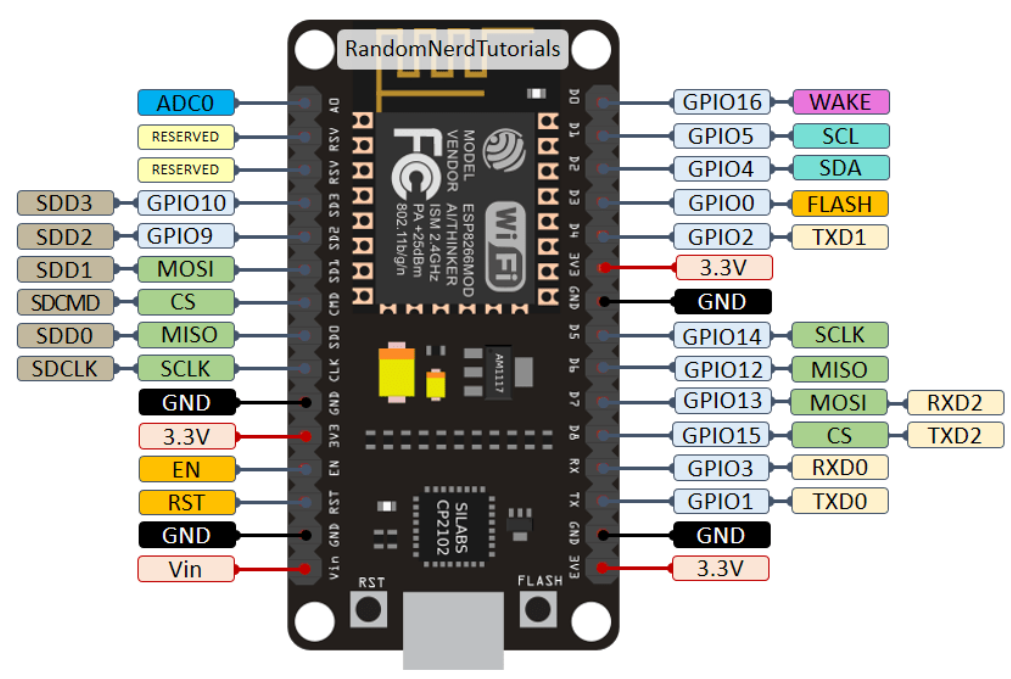 RandomNerdTutorials
ADC0
RESERVED
RESERVED
SDD3 GPIO10
SDD2 GPIO9
SDD1 MOSI
SDCMD CS
SDD0 MISO
SDCLK SCLK
GND
3.3V
EN
RST
GND
Vin
A0
RSV
RSV
SD3
SD2
SD1
CMD
SD0
CLK
GND
3V3
EN
RST
GND
Vin
MODEL ESP8266MOD
VENDOR AI/THINKER
ISM 2.4GHz
PA +25dBm
802.11b/g/n
FC
Wi Fi
AM1117
SILABS
CP2102
RST
FLASH
D0
D1
D2
D3
D4
3V3
GND
D5
D6
D7
D8
RX
TX
GND
3V3
GPIO16 WAKE
GPIO5 SCL
GPIO4 SDA
GPIO0 FLASH
GPIO2 TXD1
3.3V
GND
GPIO14 SCLK
GPIO12 MISO
GPIO13 MOSI RXD2
GPIO15 CS TXD2
GPIO3 RXD0
GPIO1 TXD0
GND
3.3V